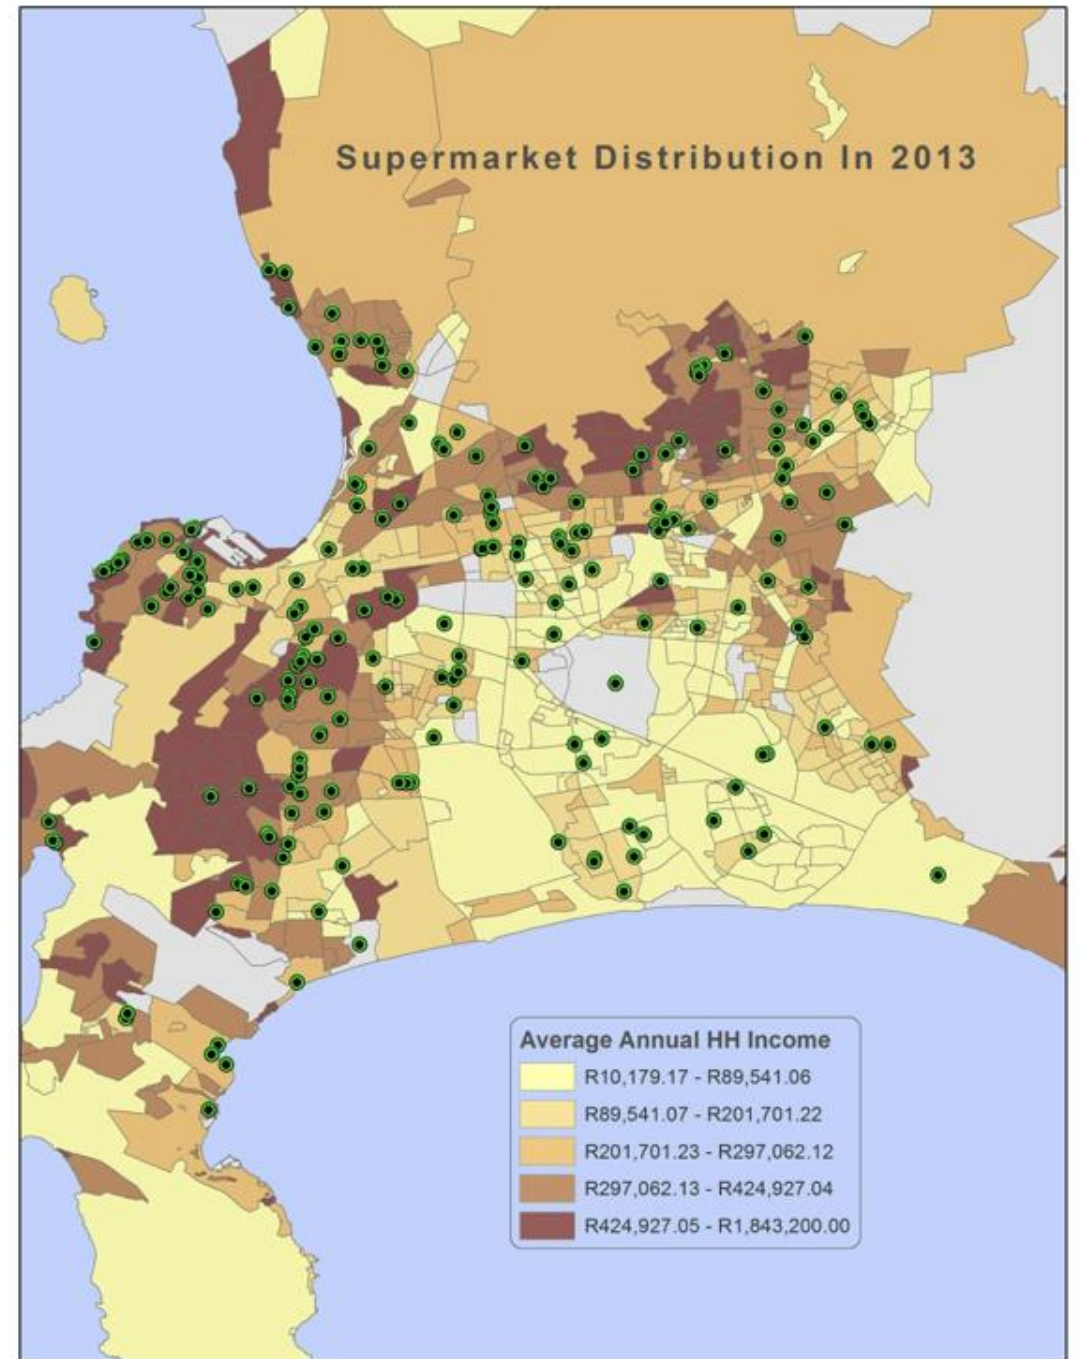 Supermarket Distribution In 2013
Average Annual HH Income
R10,179.17 - R89,541.06
R89,541.07 - R201,701.22
R201,701.23 - R297,062.12
R297,062.13 - R424,927.04
R424,927.05 - R1,843,200.00